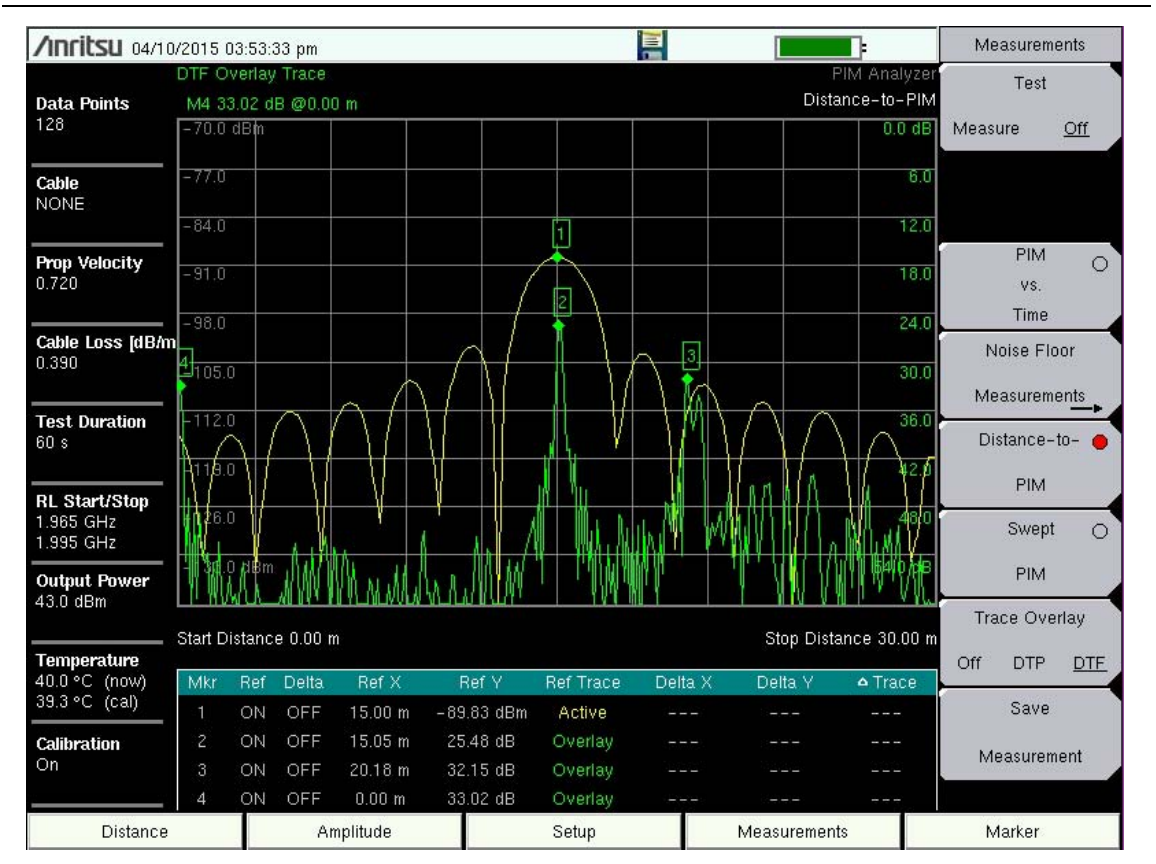 Anritsu 04/10/2015 03:53:33 pm
Measurements
DTF Overlay Trace
PIM Analyzer
M4 33.02 dB @0.00 m
Distance-to-PIM
Data Points
128
Cable
NONE
Prop Velocity
0.720
Cable Loss [dB/m
0.390
Test Duration
60 s
RL Start/Stop
1.965 GHz
1.995 GHz
Output Power
43.0 dBm
Temperature
40.0 °C (now)
39.3 °C (cal)
Calibration
On
-70.0 dBm
-77.0
-84.0
-91.0
-98.0
-105.0
-112.0
-119.0
-126.0
0.0 dB
6.0
12.0
18.0
24.0
30.0
36.0
42.0
48.0
54.0 dB
1
2
3
4
Start Distance 0.00 m
Stop Distance 30.00 m
Mkr Ref Delta Ref X Ref Y Ref Trace Delta X Delta Y Δ Trace
1 ON OFF 15.00 m -89.83 dBm Active --- --- ---
2 ON OFF 15.05 m 25.48 dB Overlay --- --- ---
3 ON OFF 20.18 m 32.15 dB Overlay --- --- ---
4 ON OFF 0.00 m 33.02 dB Overlay --- --- ---
Test
Measure Off
PIM
vs.
Time
Noise Floor
Measurements
Distance-to-
PIM
Swept
PIM
Trace Overlay
Off DTP DTF
Save
Measurement
Distance
Amplitude
Setup
Measurements
Marker